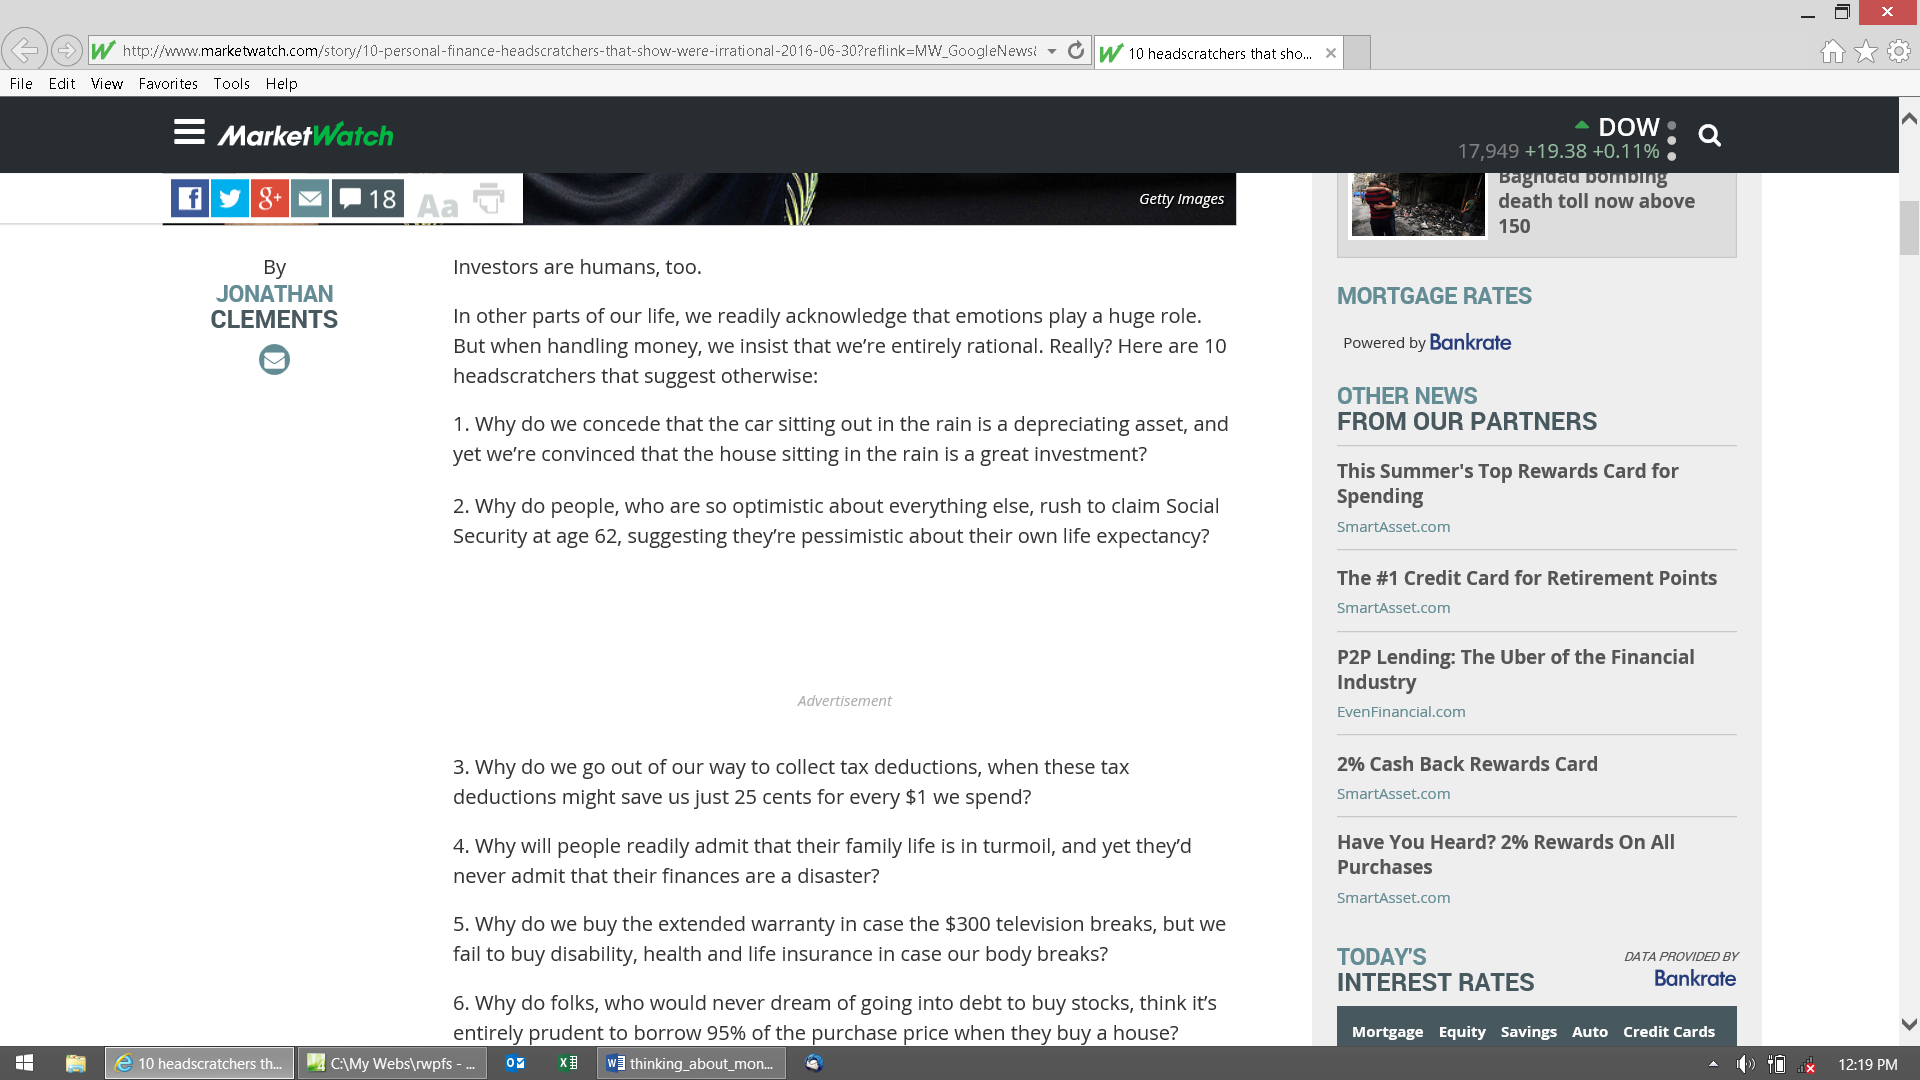 http://www.marketwatch.com/story/10-personal-finance-headscratchers-that-show-were-irrational-2016-06-30?reflink=MW_GoogleNews
10 headscratchers that sho...
File Edit View Favorites Tools Help
MarketWatch
DOW
17,949 +19.38 +0.11%
18
Aa
Getty Images
Baghdad bombing
death toll now above
150
By
JONATHAN
CLEMENTS
Investors are humans, too.
In other parts of our life, we readily acknowledge that emotions play a huge role.
But when handling money, we insist that we’re entirely rational. Really? Here are 10
headscratchers that suggest otherwise:
1. Why do we concede that the car sitting out in the rain is a depreciating asset, and
yet we’re convinced that the house sitting in the rain is a great investment?
2. Why do people, who are so optimistic about everything else, rush to claim Social
Security at age 62, suggesting they’re pessimistic about their own life expectancy?
Advertisement
3. Why do we go out of our way to collect tax deductions, when these tax
deductions might save us just 25 cents for every $1 we spend?
4. Why will people readily admit that their family life is in turmoil, and yet they’d
never admit that their finances are a disaster?
5. Why do we buy the extended warranty in case the $300 television breaks, but we
fail to buy disability, health and life insurance in case our body breaks?
6. Why do folks, who would never dream of going into debt to buy stocks, think it’s
entirely prudent to borrow 95% of the purchase price when they buy a house?
MORTGAGE RATES
Powered by Bankrate
OTHER NEWS
FROM OUR PARTNERS
This Summer's Top Rewards Card for
Spending
SmartAsset.com
The #1 Credit Card for Retirement Points
SmartAsset.com
P2P Lending: The Uber of the Financial
Industry
EvenFinancial.com
2% Cash Back Rewards Card
SmartAsset.com
Have You Heard? 2% Rewards On All
Purchases
SmartAsset.com
TODAY'S
INTEREST RATES
DATA PROVIDED BY
Bankrate
Mortgage Equity Savings Auto Credit Cards
10 headscratchers th...
C:\My Webs\rwpfs - ...
thinking_about_mon...
12:19 PM